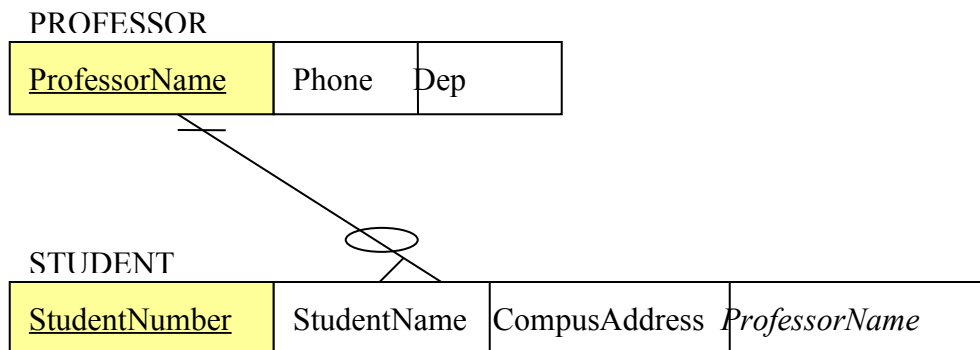 PROFESSOR
ProfessorName Phone Dep
STUDENT
StudentNumber StudentName CompusAddress ProfessorName